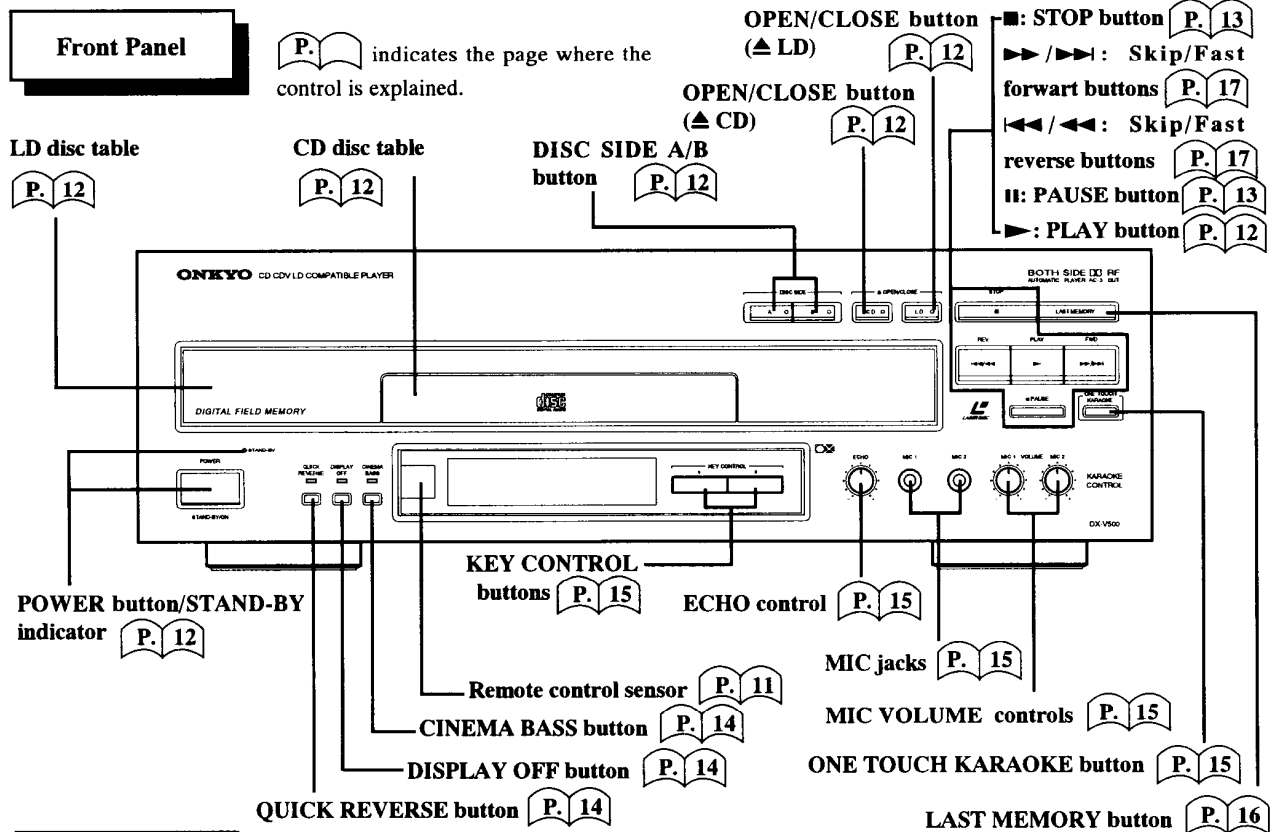 Front Panel
P. indicates the page where the
control is explained.
OPEN/CLOSE button
(▲ LD) P. 12
OPEN/CLOSE button
(▲ CD) P. 12
■: STOP button P. 13
▶▶/▶▶|: Skip/Fast
forwart buttons P. 17
|◀◀/◀◀: Skip/Fast
reverse buttons P. 17
❚❚: PAUSE button P. 13
▶: PLAY button P. 12
LD disc table
P. 12
CD disc table
P. 12
DISC SIDE A/B
button P. 12
ONKYO CD CDV LD COMPATIBLE PLAYER
BOTH SIDE RF
AUTOMATIC PLAYER AC-3 OUT
DISC SIDE
▲ OPEN/CLOSE
STOP
A
CD
LD
■ LAST MEMORY
REV PLAY FWD
|◀◀/◀◀ ▶ ▶▶/▶▶|
DIGITAL FIELD MEMORY
disc
DIGITAL AUDIO
PAUSE
ONE TOUCH
KARAOKE
LASERDISC
STAND-BY
POWER
STAND-BY/ON
QUICK
REVERSE
DISPLAY
OFF
CINEMA
BASS
KEY CONTROL
ECHO
MIC 1
MIC 2
MIC 1 VOLUME MIC 2
KARAOKE
CONTROL
DX-V500
POWER button/STAND-BY
indicator P. 12
KEY CONTROL
buttons P. 15
ECHO control P. 15
MIC jacks P. 15
Remote control sensor P. 11
MIC VOLUME controls P. 15
CINEMA BASS button P. 14
DISPLAY OFF button P. 14
ONE TOUCH KARAOKE button P. 15
QUICK REVERSE button P. 14
LAST MEMORY button P. 16